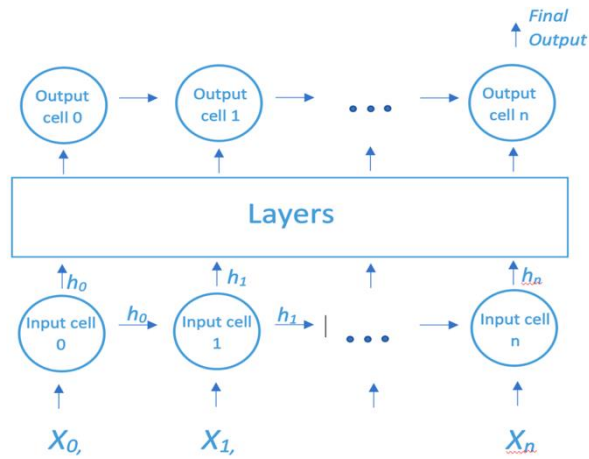 Final
Output
Output
cell 0
Output
cell 1
Output
cell n
Layers
h₀
h₁
hₙ
Input cell
0
h₀
Input cell
1
h₁
Input cell
n
X₀,
X₁,
Xₙ